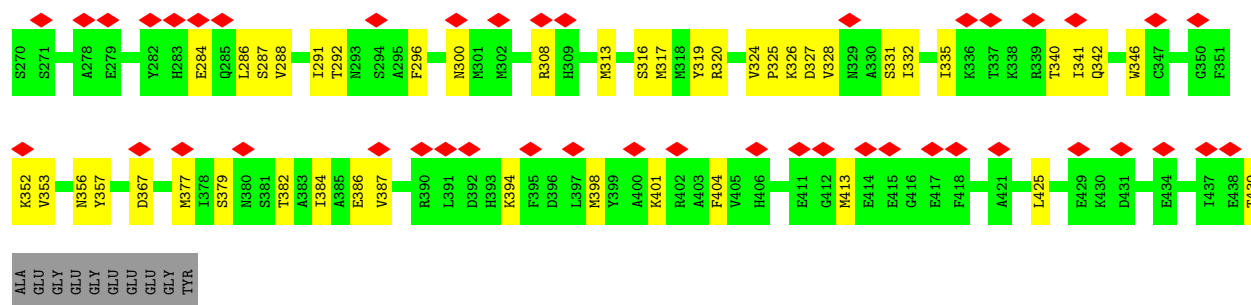 S270 S271 A278 E279 Y282 H283 E284 Q285 L286 S287 V288 I291 T292 N293 S294 A295 F296 N300 M301 M302 R308 H309 M313 S316 M317 M318 Y319 R320 V324 P325 K326 D327 V328 N329 A330 S331 I332 I335 K336 T337 K338 R339 T340 I341 Q342 W346 C347 G350 F351
K352 V353 N356 Y357 D367 M377 I378 S379 N380 S381 T382 A383 I384 A385 E386 V387 R390 L391 D392 H393 K394 F395 D396 L397 M398 Y399 A400 K401 R402 A403 F404 V405 H406 E411 G412 M413 E414 E415 G416 E417 F418 A421 L425 E429 K430 D431 E434 I437 E438 T439
ALA GLU GLY GLU GLY GLU GLU GLU GLY TYR